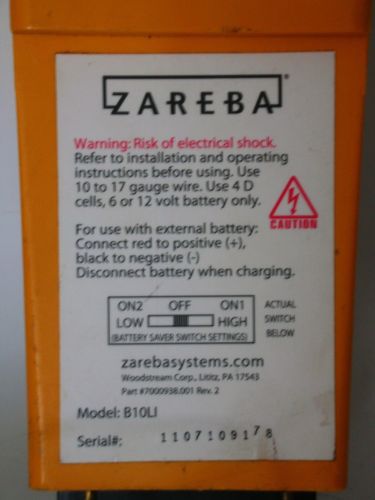 ZAREBA®
Warning: Risk of electrical shock.
Refer to installation and operating
instructions before using. Use
10 to 17 gauge wire. Use 4 D
cells, 6 or 12 volt battery only.
CAUTION
For use with external battery:
Connect red to positive (+),
black to negative (-)
Disconnect battery when charging.
ON2 OFF ON1
LOW HIGH
(BATTERY SAVER SWITCH SETTINGS)
ACTUAL
SWITCH
BELOW
zarebasystems.com
Woodstream Corp., Lititz, PA 17543
Part #7000938.001 Rev. 2
Model: B10LI
Serial#: 1107109178